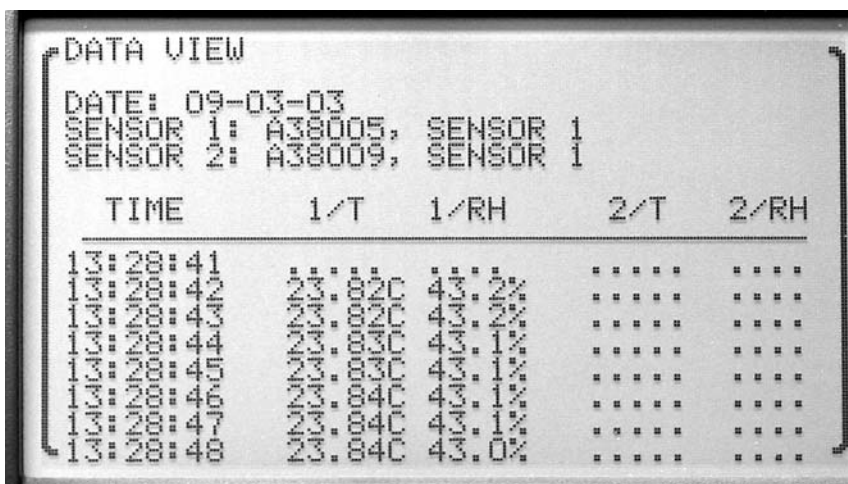 DATA VIEW
DATE: 09-03-03
SENSOR 1: A38005, SENSOR 1
SENSOR 2: A38009, SENSOR 1
TIME 1/T 1/RH 2/T 2/RH
13:28:41 ..... .... ..... ....
13:28:42 23.82C 43.2% ..... ....
13:28:43 23.82C 43.2% ..... ....
13:28:44 23.83C 43.1% ..... ....
13:28:45 23.83C 43.1% ..... ....
13:28:46 23.84C 43.1% ..... ....
13:28:47 23.84C 43.1% ..... ....
13:28:48 23.84C 43.0% ..... ....